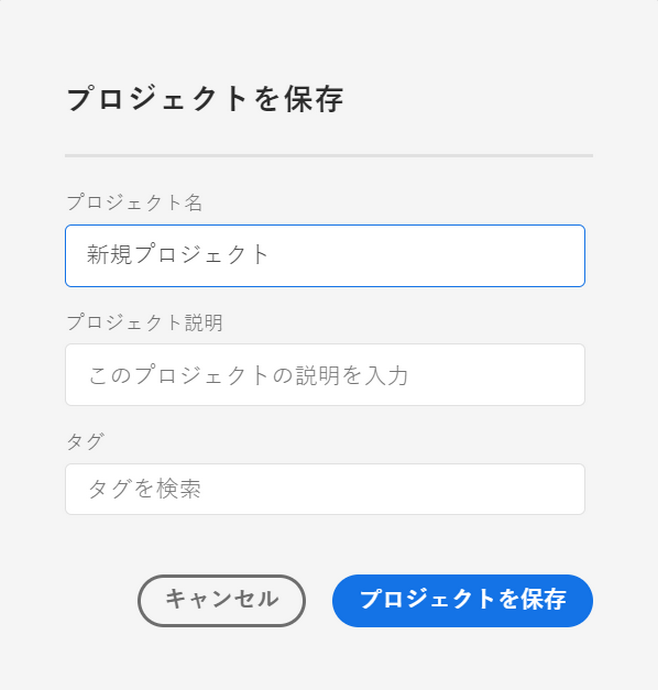 プロジェクトを保存
プロジェクト名
新規プロジェクト
プロジェクト説明
このプロジェクトの説明を入力
タグ
タグを検索
キャンセル
プロジェクトを保存